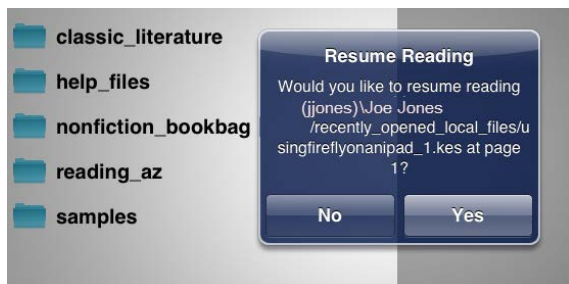 classic_literature
help_files
nonfiction_bookbag
reading_az
samples
Resume Reading
Would you like to resume reading
(jjones)\Joe Jones
/recently_opened_local_files/u
singfireflyonanipad_1.kes at page
1?
No
Yes